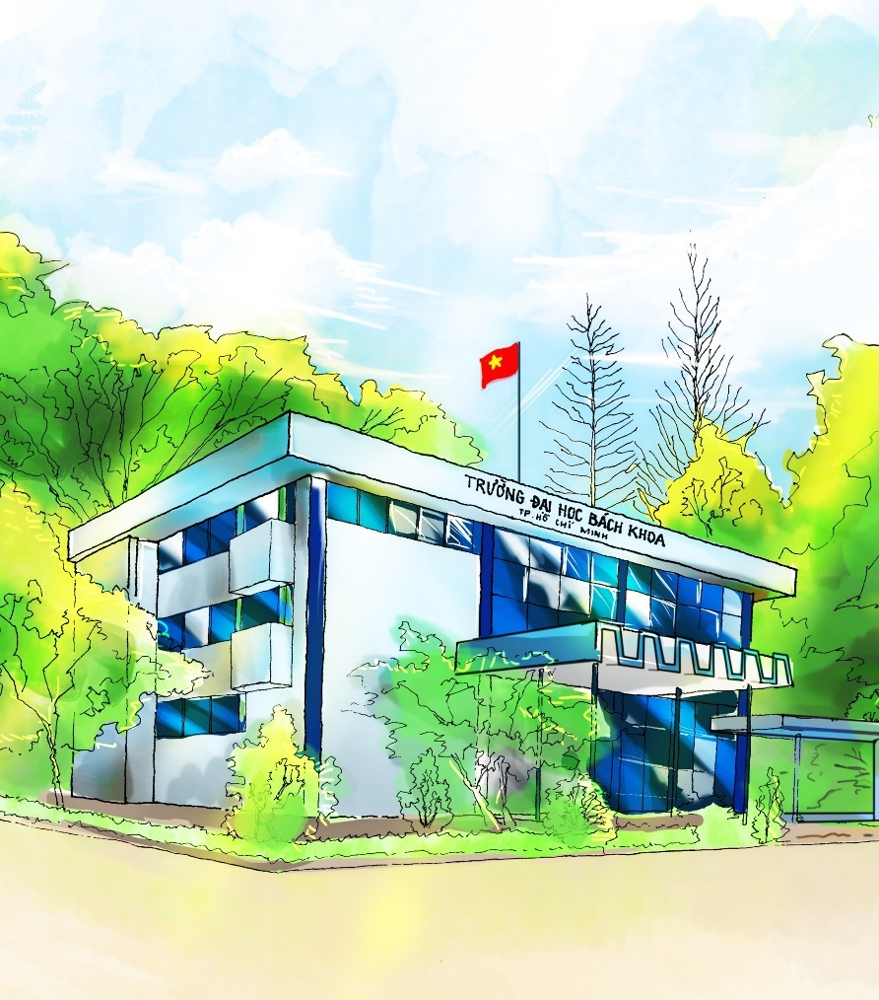 TRƯỜNG ĐẠI HỌC BÁCH KHOA
TP. HỒ CHÍ MINH